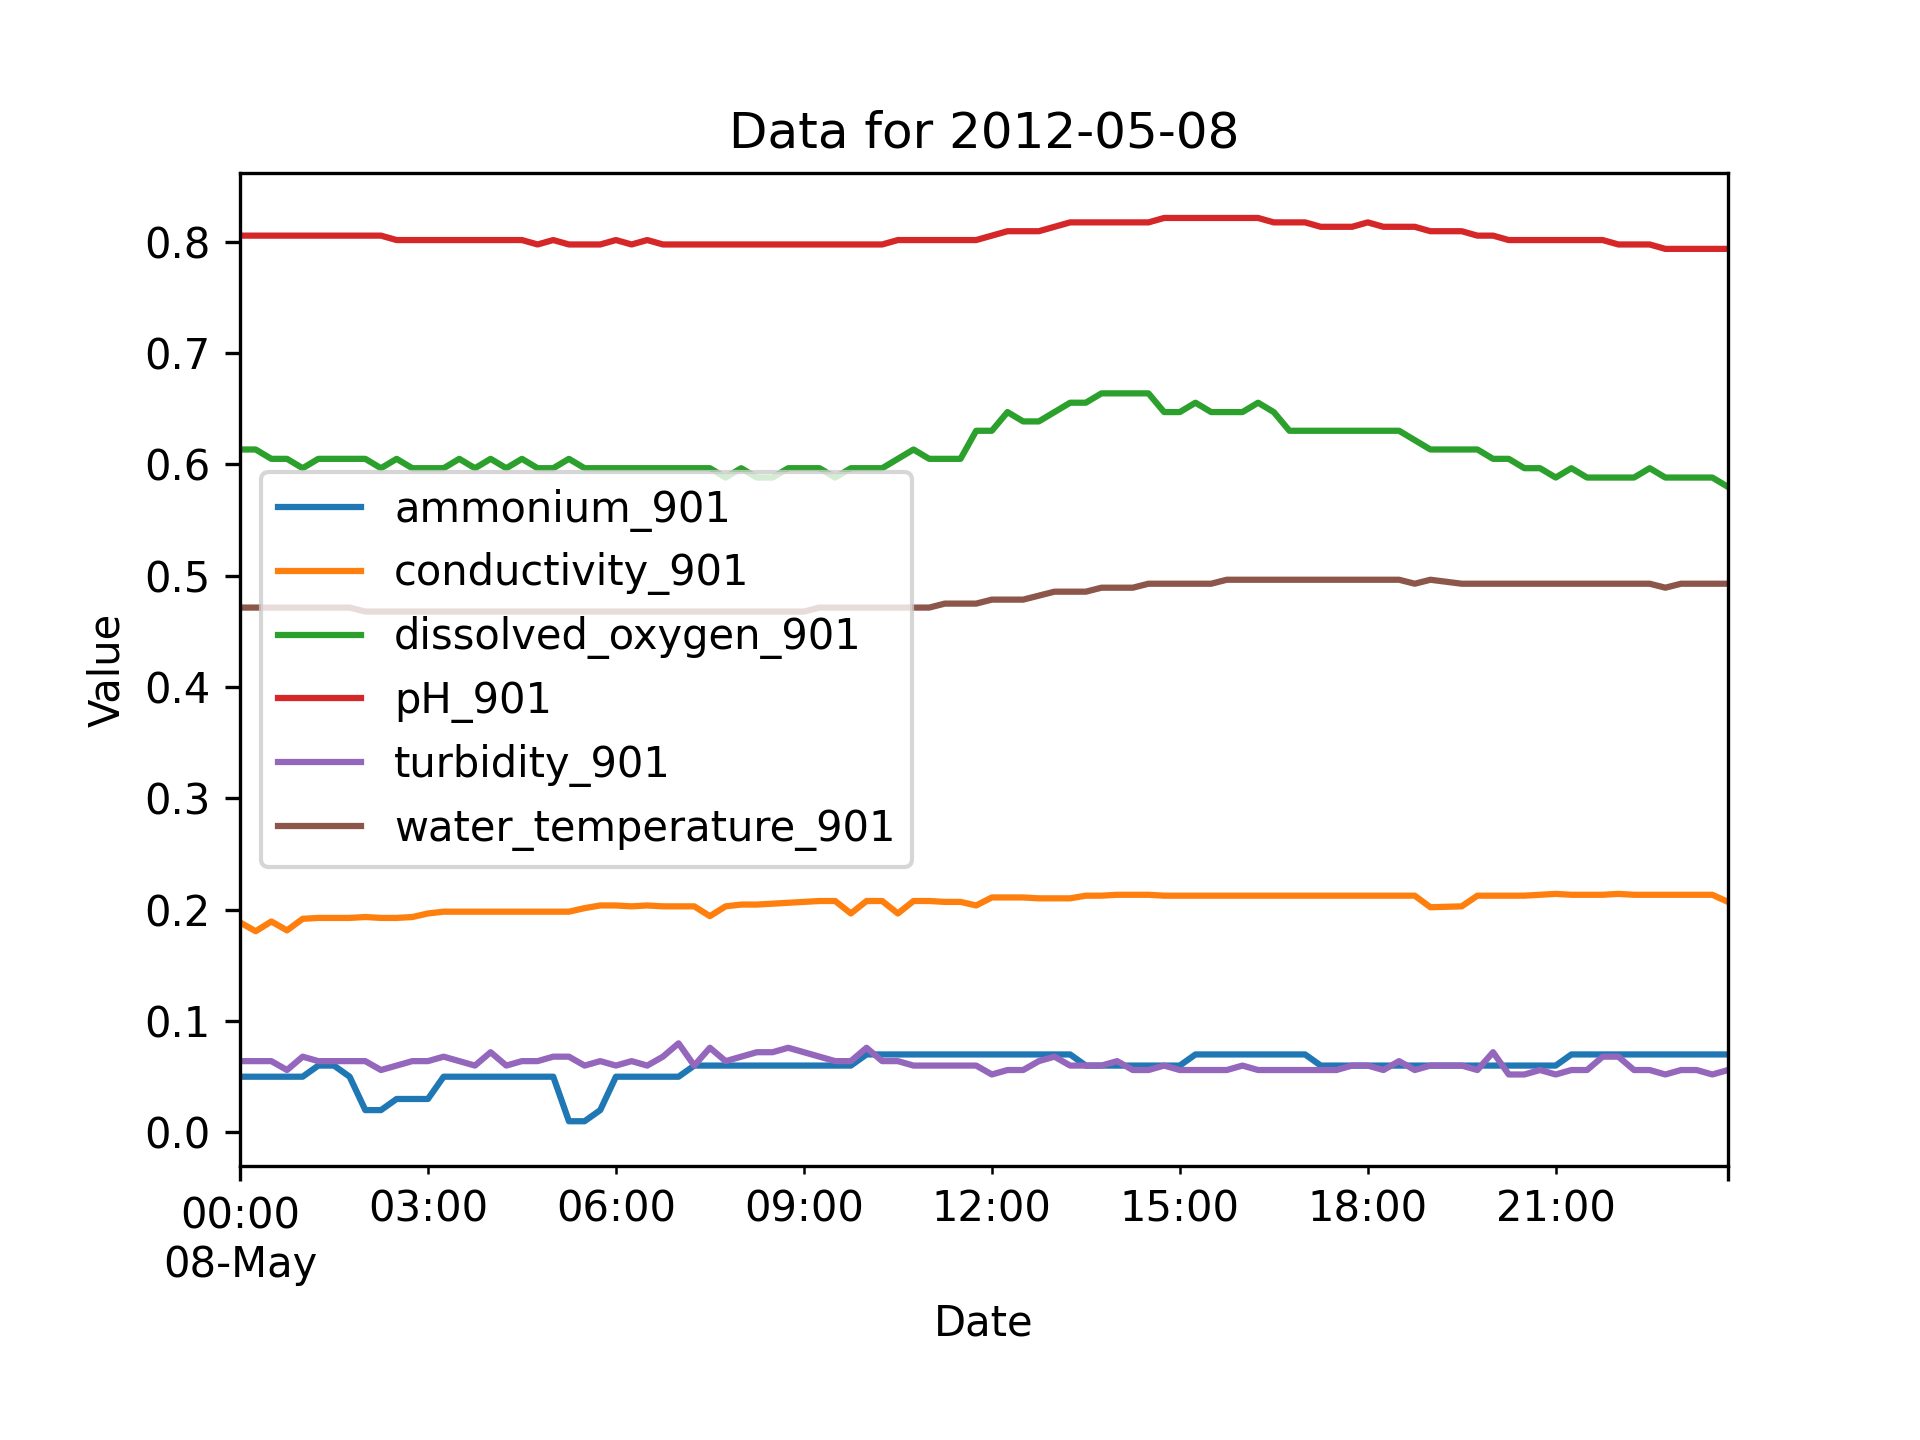 Data for 2012-05-08
Value
0.8
0.7
0.6
0.5
0.4
0.3
0.2
0.1
0.0
ammonium_901
conductivity_901
dissolved_oxygen_901
pH_901
turbidity_901
water_temperature_901
00:00 03:00 06:00 09:00 12:00 15:00 18:00 21:00
08-May
Date